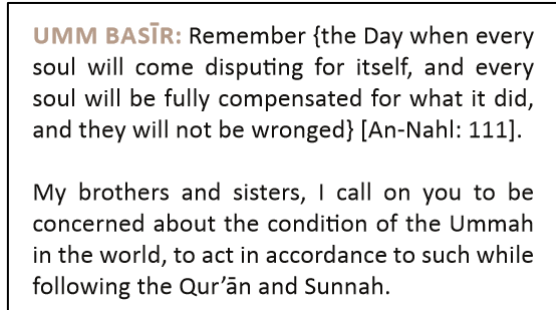 UMM BASĪR: Remember {the Day when every
soul will come disputing for itself, and every
soul will be fully compensated for what it did,
and they will not be wronged} [An-Nahl: 111].
My brothers and sisters, I call on you to be
concerned about the condition of the Ummah
in the world, to act in accordance to such while
following the Qur’ān and Sunnah.